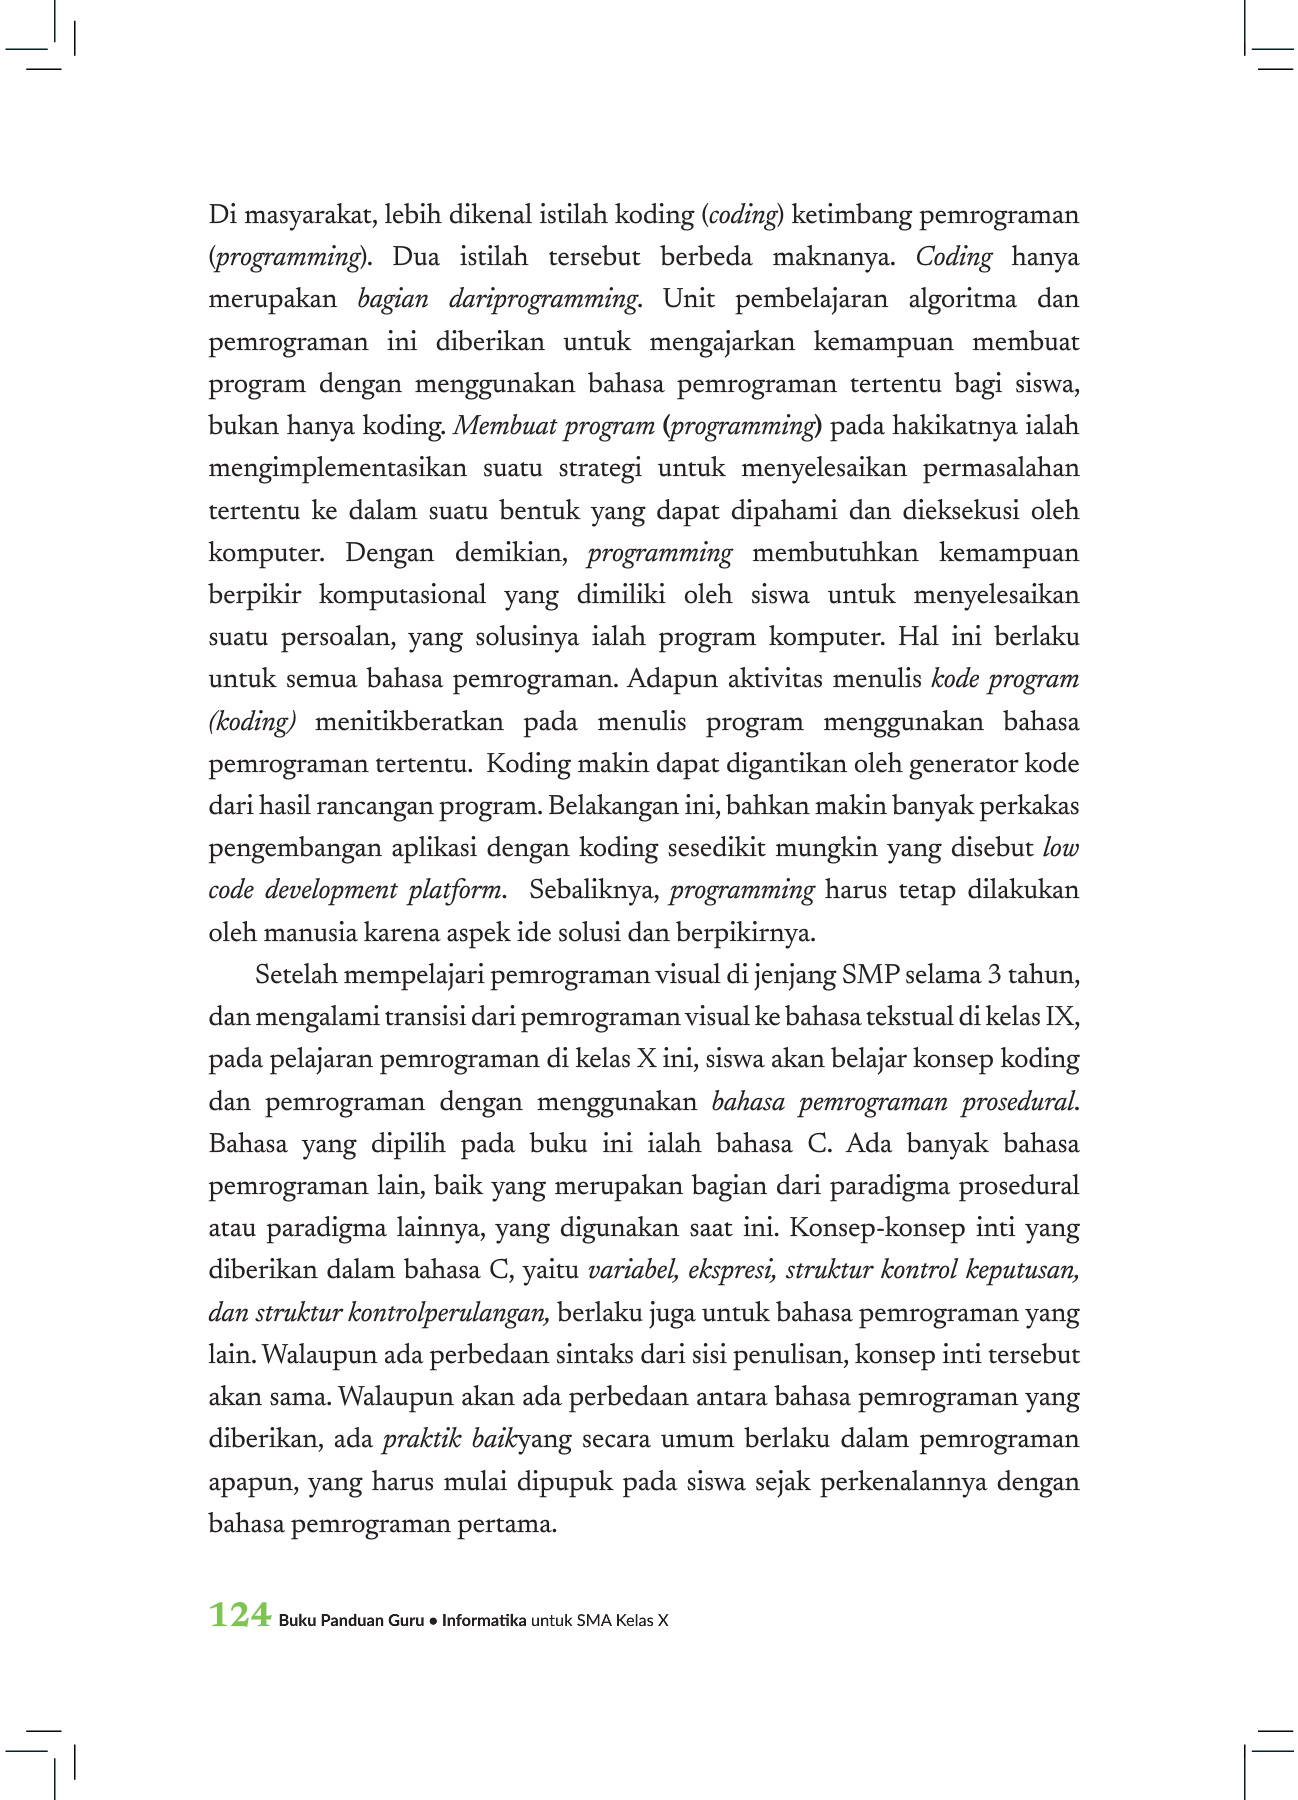 Di masyarakat, lebih dikenal istilah koding (coding) ketimbang pemrograman
(programming). Dua istilah tersebut berbeda maknanya. Coding hanya
merupakan bagian dariprogramming. Unit pembelajaran algoritma dan
pemrograman ini diberikan untuk mengajarkan kemampuan membuat
program dengan menggunakan bahasa pemrograman tertentu bagi siswa,
bukan hanya koding. Membuat program (programming) pada hakikatnya ialah
mengimplementasikan suatu strategi untuk menyelesaikan permasalahan
tertentu ke dalam suatu bentuk yang dapat dipahami dan dieksekusi oleh
komputer. Dengan demikian, programming membutuhkan kemampuan
berpikir komputasional yang dimiliki oleh siswa untuk menyelesaikan
suatu persoalan, yang solusinya ialah program komputer. Hal ini berlaku
untuk semua bahasa pemrograman. Adapun aktivitas menulis kode program
(koding) menitikberatkan pada menulis program menggunakan bahasa
pemrograman tertentu. Koding makin dapat digantikan oleh generator kode
dari hasil rancangan program. Belakangan ini, bahkan makin banyak perkakas
pengembangan aplikasi dengan koding sesedikit mungkin yang disebut low
code development platform. Sebaliknya, programming harus tetap dilakukan
oleh manusia karena aspek ide solusi dan berpikirnya.
Setelah mempelajari pemrograman visual di jenjang SMP selama 3 tahun,
dan mengalami transisi dari pemrograman visual ke bahasa tekstual di kelas IX,
pada pelajaran pemrograman di kelas X ini, siswa akan belajar konsep koding
dan pemrograman dengan menggunakan bahasa pemrograman prosedural.
Bahasa yang dipilih pada buku ini ialah bahasa C. Ada banyak bahasa
pemrograman lain, baik yang merupakan bagian dari paradigma prosedural
atau paradigma lainnya, yang digunakan saat ini. Konsep-konsep inti yang
diberikan dalam bahasa C, yaitu variabel, ekspresi, struktur kontrol keputusan,
dan struktur kontrolperulangan, berlaku juga untuk bahasa pemrograman yang
lain. Walaupun ada perbedaan sintaks dari sisi penulisan, konsep inti tersebut
akan sama. Walaupun akan ada perbedaan antara bahasa pemrograman yang
diberikan, ada praktik baikyang secara umum berlaku dalam pemrograman
apapun, yang harus mulai dipupuk pada siswa sejak perkenalannya dengan
bahasa pemrograman pertama.
124 Buku Panduan Guru • Informatika untuk SMA Kelas X